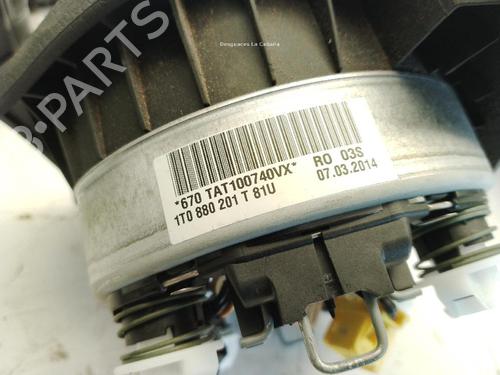 Desguaces La Cabaña
B-PARTS
*670 TAT100740VX* RO 03S
1T0 880 201 T 81U 07.03.2014